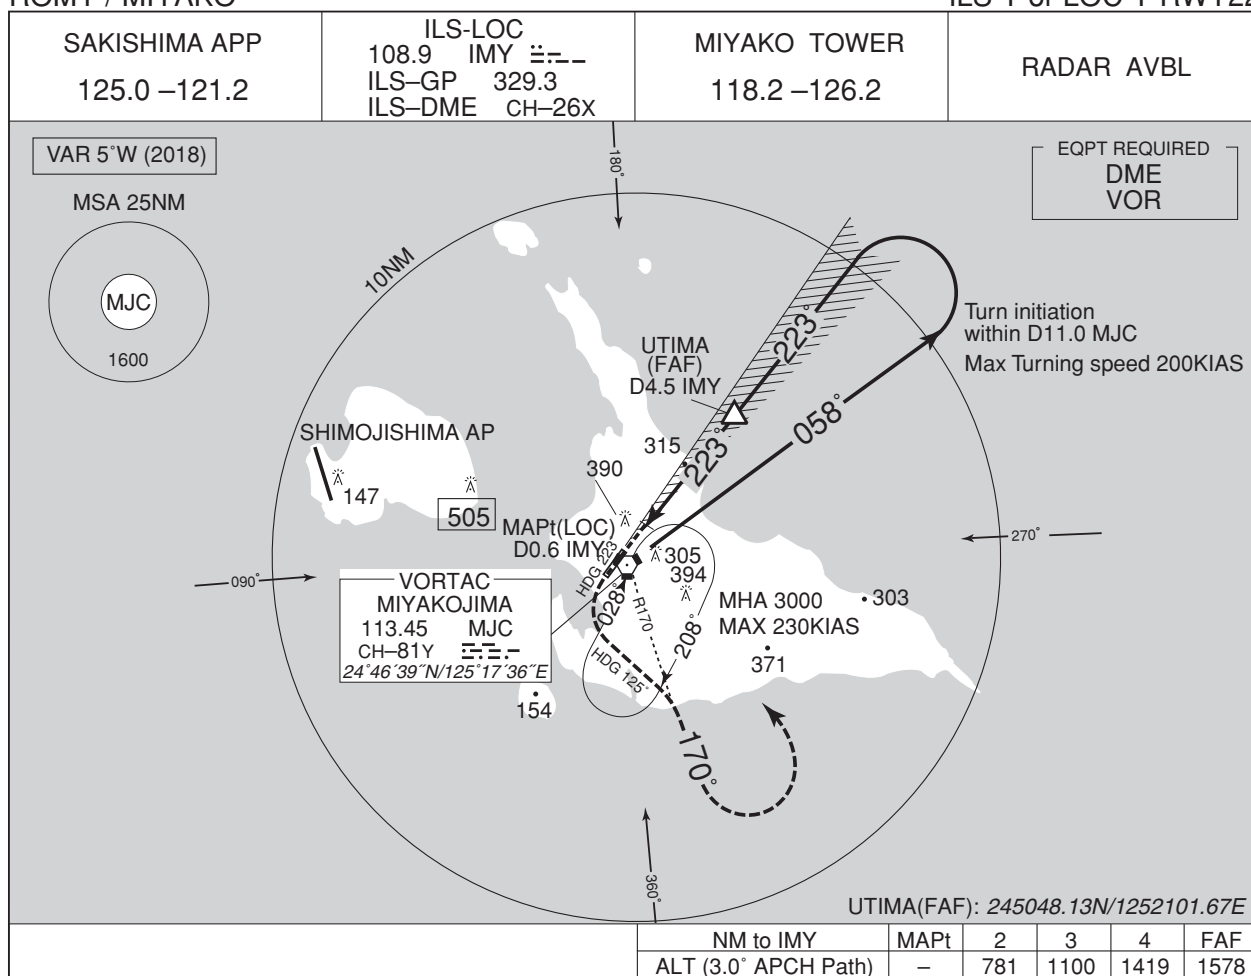 SAKISHIMA APP
125.0 –121.2
ILS-LOC
108.9 IMY
ILS–GP 329.3
ILS–DME CH–26X
MIYAKO TOWER
118.2 –126.2
RADAR AVBL
VAR 5°W (2018)
MSA 25NM
MJC
1600
180°
EQPT REQUIRED
DME
VOR
10NM
Turn initiation
within D11.0 MJC
Max Turning speed 200KIAS
UTIMA
(FAF)
D4.5 IMY
223°
058°
223°
SHIMOJISHIMA AP
147
505
315
390
MAPt(LOC)
D0.6 IMY
HDG 223
305
394
270°
090°
VORTAC
MIYAKOJIMA
113.45 MJC
CH–81Y
24°46´39˝N/125°17´36˝E
028°
R170
208°
MHA 3000
MAX 230KIAS
303
371
HDG 125°
154
170°
360°
UTIMA(FAF): 245048.13N/1252101.67E
NM to IMY MAPt 2 3 4 FAF
ALT (3.0° APCH Path) – 781 1100 1419 1578